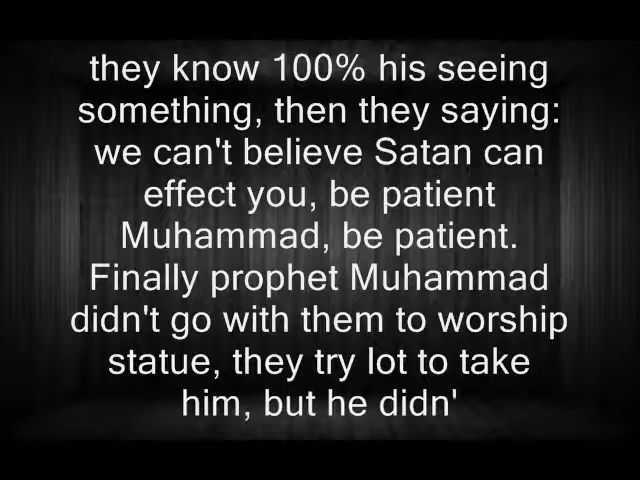 they know 100% his seeing
something, then they saying:
we can't believe Satan can
effect you, be patient
Muhammad, be patient.
Finally prophet Muhammad
didn't go with them to worship
statue, they try lot to take
him, but he didn'